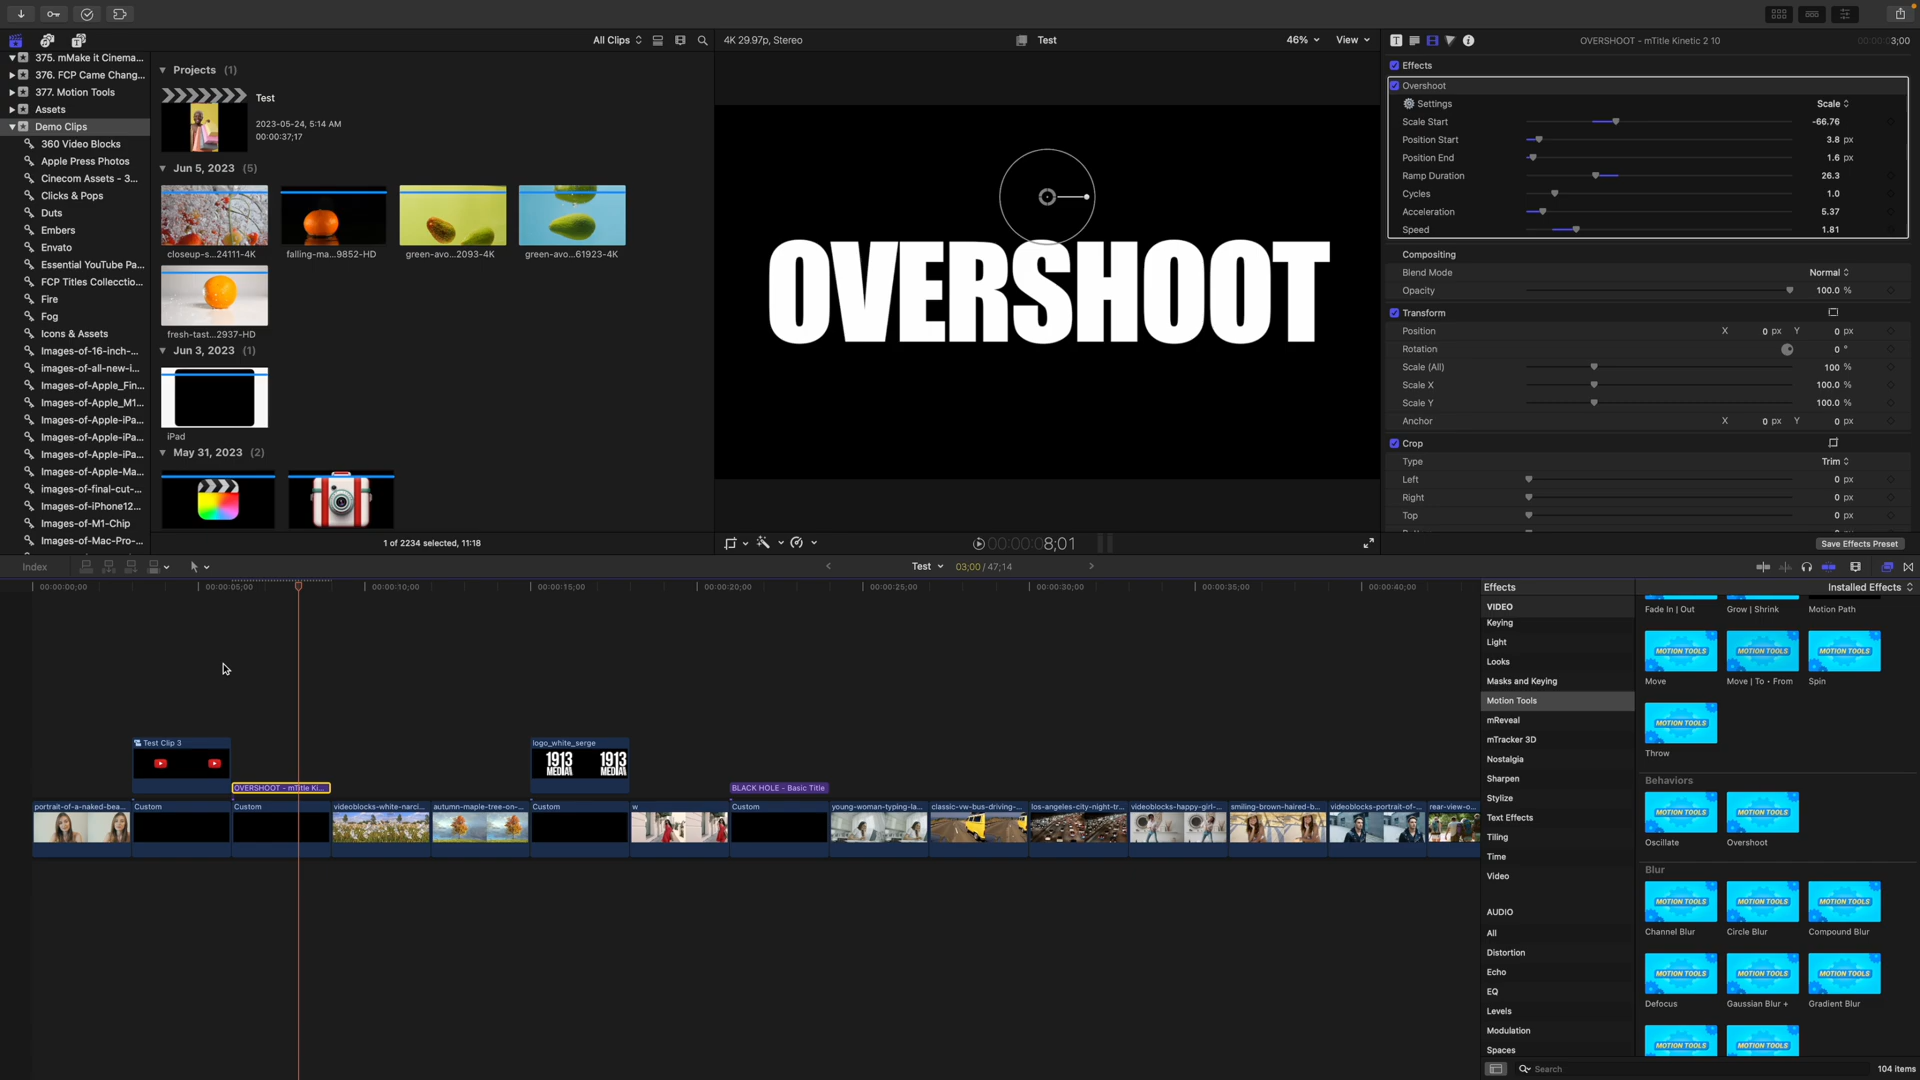 All Clips
4K 29.97p, Stereo
Test
46%
View
OVERSHOOT - mTitle Kinetic 2 10
00:00:03;00
375. mMake it Cinema...
376. FCP Came Chang...
377. Motion Tools
Assets
Demo Clips
360 Video Blocks
Apple Press Photos
Cinecom Assets - 3...
Clicks & Pops
Duts
Embers
Envato
Essential YouTube Pa...
FCP Titles Collecctio...
Fire
Fog
Icons & Assets
Images-of-16-inch-...
images-of-all-new-i...
Images-of-Apple_Fin...
Images-of-Apple_M1...
Images-of-Apple-iPa...
Images-of-Apple-iPa...
Images-of-Apple-iPa...
Images-of-Apple-Ma...
images-of-final-cut-...
Images-of-iPhone12...
Images-of-M1-Chip
Images-of-Mac-Pro-...
Projects (1)
Test
2023-05-24, 5:14 AM
00:00:37;17
Jun 5, 2023 (5)
closeup-s...24111-4K
falling-ma...9852-HD
green-avo...2093-4K
green-avo...61923-4K
fresh-tast...2937-HD
Jun 3, 2023 (1)
iPad
May 31, 2023 (2)
1 of 2234 selected, 11:18
OVERSHOOT
00:00:08;01
Effects
Overshoot
Settings Scale
Scale Start -66.76
Position Start 3.8 px
Position End 1.6 px
Ramp Duration 26.3
Cycles 1.0
Acceleration 5.37
Speed 1.81
Compositing
Blend Mode Normal
Opacity 100.0 %
Transform
Position X 0 px Y 0 px
Rotation 0 °
Scale (All) 100 %
Scale X 100.0 %
Scale Y 100.0 %
Anchor X 0 px Y 0 px
Crop
Type Trim
Left 0 px
Right 0 px
Top 0 px
Save Effects Preset
Index
Test
03;00 / 47;14
00:00:00;00
00:00:05;00
00:00:10;00
00:00:15;00
00:00:20;00
00:00:25;00
00:00:30;00
00:00:35;00
00:00:40;00
Test Clip 3
logo_white_serge
1913 MEDIA
1913 MEDIA
OVERSHOOT - mTitle Ki...
BLACK HOLE - Basic Title
portrait-of-a-naked-bea...
Custom
Custom
videoblocks-white-narci...
autumn-maple-tree-on-...
Custom
w
Custom
young-woman-typing-la...
classic-vw-bus-driving-...
los-angeles-city-night-tr...
videoblocks-happy-girl-...
smiling-brown-haired-b...
videoblocks-portrait-of-...
rear-view-o...
Effects
Installed Effects
VIDEO
Keying
Light
Looks
Masks and Keying
Motion Tools
mReveal
mTracker 3D
Nostalgia
Sharpen
Stylize
Text Effects
Tiling
Time
Video
AUDIO
All
Distortion
Echo
EQ
Levels
Modulation
Spaces
Fade In | Out
Grow | Shrink
Motion Path
MOTION TOOLS
MOTION TOOLS
MOTION TOOLS
Move
Move | To • From
Spin
MOTION TOOLS
Throw
Behaviors
MOTION TOOLS
MOTION TOOLS
Oscillate
Overshoot
Blur
MOTION TOOLS
MOTION TOOLS
MOTION TOOLS
Channel Blur
Circle Blur
Compound Blur
MOTION TOOLS
MOTION TOOLS
MOTION TOOLS
Defocus
Gaussian Blur +
Gradient Blur
MOTION TOOLS
MOTION TOOLS
Search
104 items